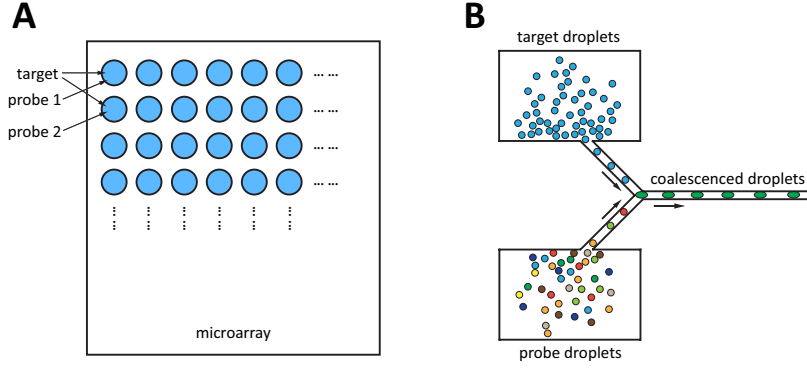 A
target
probe 1
probe 2
... ...
... ...
... ...
... ...
microarray
B
target droplets
coalescenced droplets
probe droplets